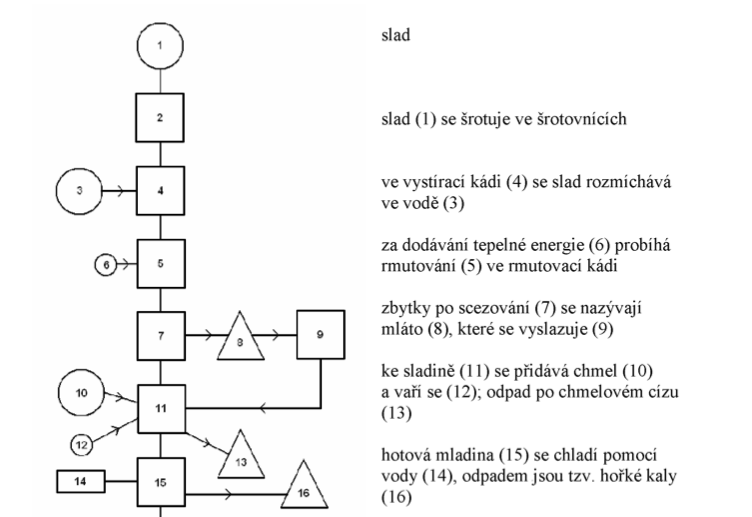 1
slad
2
slad (1) se šrotuje ve šrotovnících
3
4
ve vystírací kádi (4) se slad rozmíchává
ve vodě (3)
6
5
za dodávání tepelné energie (6) probíhá
rmutování (5) ve rmutovací kádi
7
8
9
zbytky po scezování (7) se nazývají
mláto (8), které se vyslazuje (9)
10
11
12
13
ke sladině (11) se přidává chmel (10)
a vaří se (12); odpad po chmelovém cízu
(13)
14
15
16
hotová mladina (15) se chladí pomocí
vody (14), odpadem jsou tzv. hořké kaly
(16)